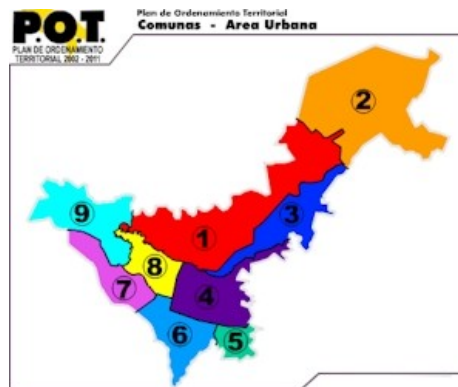 P.O.T.
PLAN DE ORDENAMIENTO
TERRITORIAL 2002 - 2011
Plan de Ordenamiento Territorial
Comunas - Area Urbana
2
3
1
9
8
7
4
6
5